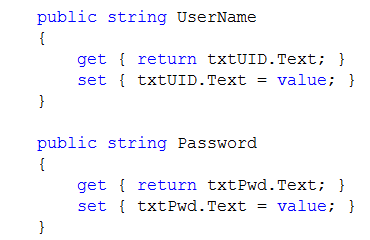 public string UserName
{
    get { return txtUID.Text; }
    set { txtUID.Text = value; }
}

public string Password
{
    get { return txtPwd.Text; }
    set { txtPwd.Text = value; }
}